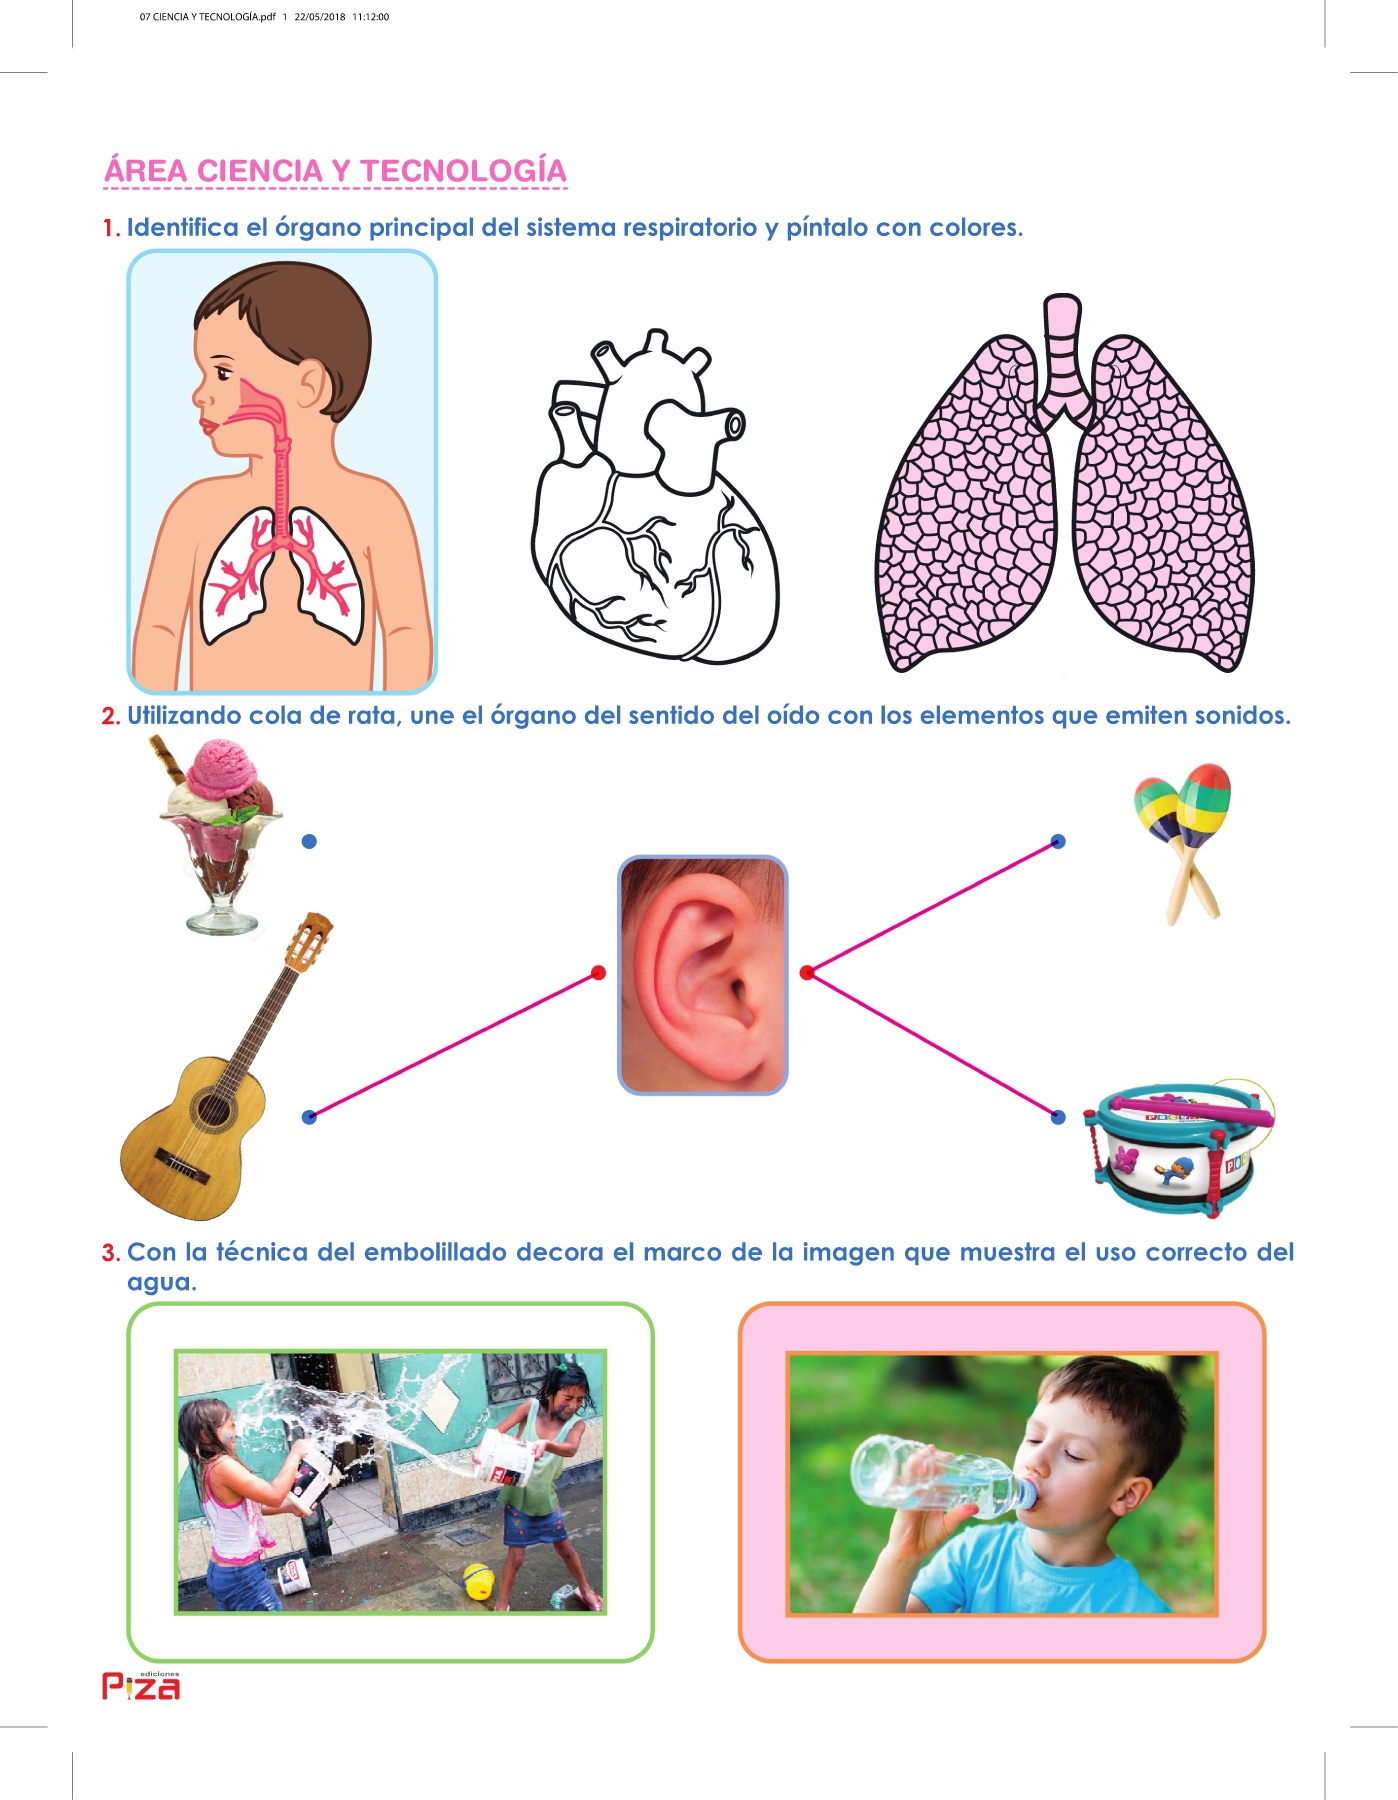 07 CIENCIA Y TECNOLOGÍA.pdf 1 22/05/2018 11:12:00
ÁREA CIENCIA Y TECNOLOGÍA
1. Identifica el órgano principal del sistema respiratorio y píntalo con colores.
2. Utilizando cola de rata, une el órgano del sentido del oído con los elementos que emiten sonidos.
3. Con la técnica del embolillado decora el marco de la imagen que muestra el uso correcto del
agua.
ediciones
Piza